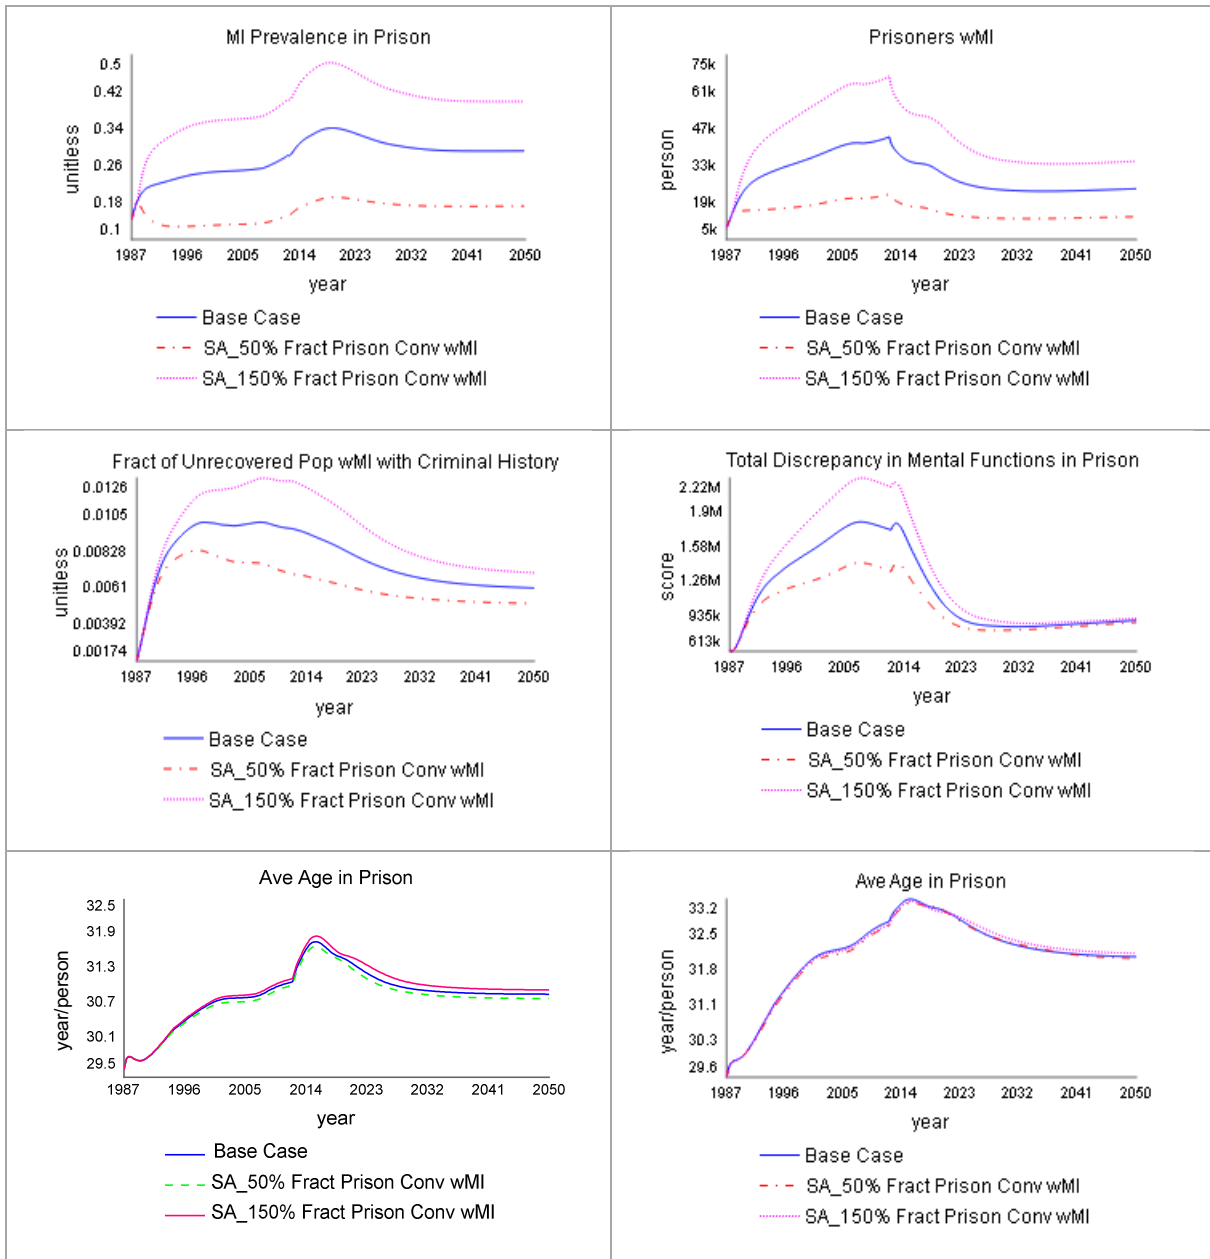 MI Prevalence in Prison
0.5
0.42
0.34
0.26
0.18
0.1
unitless
1987 1996 2005 2014 2023 2032 2041 2050
year
Base Case
SA_50% Fract Prison Conv wMI
SA_150% Fract Prison Conv wMI
Prisoners wMI
75k
61k
47k
33k
19k
5k
person
1987 1996 2005 2014 2023 2032 2041 2050
year
Base Case
SA_50% Fract Prison Conv wMI
SA_150% Fract Prison Conv wMI
Fract of Unrecovered Pop wMI with Criminal History
0.0126
0.0105
0.00828
0.0061
0.00392
0.00174
unitless
1987 1996 2005 2014 2023 2032 2041 2050
year
Base Case
SA_50% Fract Prison Conv wMI
SA_150% Fract Prison Conv wMI
Total Discrepancy in Mental Functions in Prison
2.22M
1.9M
1.58M
1.26M
935k
613k
score
1987 1996 2005 2014 2023 2032 2041 2050
year
Base Case
SA_50% Fract Prison Conv wMI
SA_150% Fract Prison Conv wMI
Ave Age in Prison
32.5
31.9
31.3
30.7
30.1
29.5
year/person
1987 1996 2005 2014 2023 2032 2041 2050
year
Base Case
SA_50% Fract Prison Conv wMI
SA_150% Fract Prison Conv wMI
Ave Age in Prison
33.2
32.5
31.8
31.1
30.3
29.6
year/person
1987 1996 2005 2014 2023 2032 2041 2050
year
Base Case
SA_50% Fract Prison Conv wMI
SA_150% Fract Prison Conv wMI